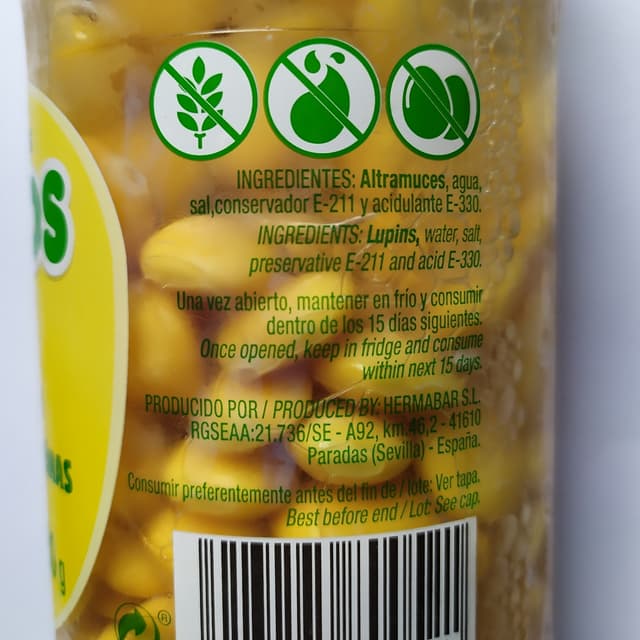 INGREDIENTES: Altramuces, agua,
sal,conservador E-211 y acidulante E-330.
INGREDIENTS: Lupins, water, salt,
preservative E-211 and acid E-330.
Una vez abierto, mantener en frío y consumir
dentro de los 15 días siguientes.
Once opened, keep in fridge and consume
within next 15 days.
PRODUCIDO POR / PRODUCED BY: HERMABAR S.L.
RGSEAA:21.736/SE - A92, km.46,2 - 41610
Paradas (Sevilla) - España.
Consumir preferentemente antes del fin de / lote: Ver tapa.
Best before end / Lot: See cap.
g
®